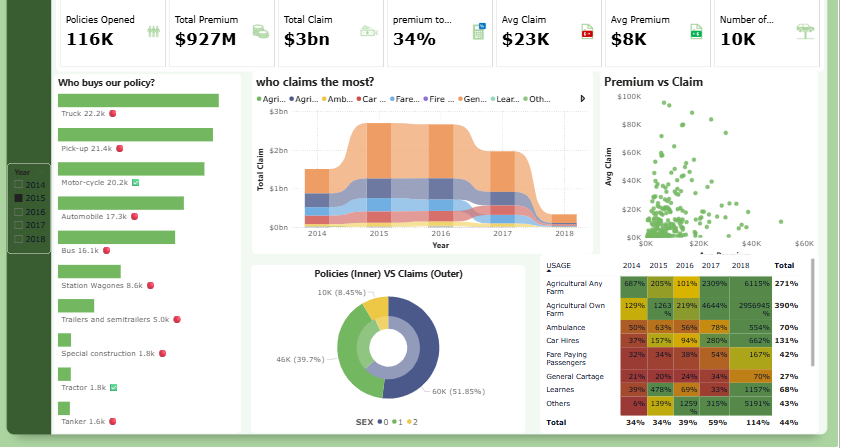 Policies Opened
116K
Total Premium
$927M
Total Claim
$3bn
premium to...
34%
Avg Claim
$23K
Avg Premium
$8K
Number of...
10K
Year
2014
2015
2016
2017
2018
Who buys our policy?
Truck 22.2k
Pick-up 21.4k
Motor-cycle 20.2k
Automobile 17.3k
Bus 16.1k
Station Wagones 8.6k
Trailers and semitrailers 5.0k
Special construction 1.8k
Tractor 1.8k
Tanker 1.6k
who claims the most?
Agri... Agri... Amb... Car ... Fare... Fire ... Gen... Lear... Oth...
Total Claim
$3bn
$2bn
$1bn
$0bn
2014 2015 2016 2017 2018
Year
Premium vs Claim
Avg Claim
$100K
$80K
$60K
$40K
$20K
$0K
$0K $20K $40K $60K
Policies (Inner) VS Claims (Outer)
10K (8.45%)
46K (39.7%)
60K (51.85%)
SEX 0 1 2
USAGE 2014 2015 2016 2017 2018 Total
Agricultural Any Farm 687% 205% 101% 2309% 6115% 271%
Agricultural Own Farm 129% 1263% 219% 4644% 2956945% 390%
Ambulance 50% 63% 56% 78% 554% 70%
Car Hires 37% 157% 94% 280% 662% 131%
Fare Paying Passengers 32% 34% 38% 54% 167% 42%
General Cartage 21% 20% 24% 34% 70% 27%
Learnes 39% 478% 69% 33% 1157% 68%
Others 6% 139% 1259% 315% 5191% 43%
Total 34% 34% 39% 59% 114% 44%